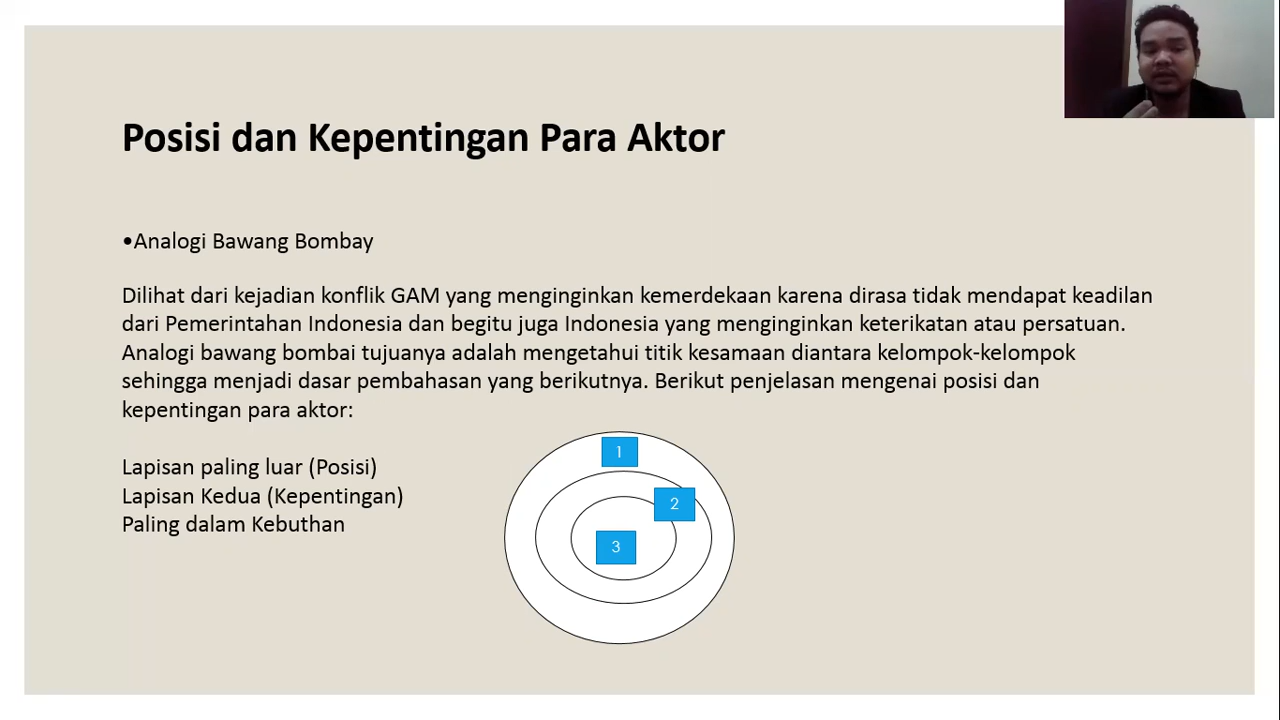 Posisi dan Kepentingan Para Aktor
•Analogi Bawang Bombay
Dilihat dari kejadian konflik GAM yang menginginkan kemerdekaan karena dirasa tidak mendapat keadilan
dari Pemerintahan Indonesia dan begitu juga Indonesia yang menginginkan keterikatan atau persatuan.
Analogi bawang bombai tujuanya adalah mengetahui titik kesamaan diantara kelompok-kelompok
sehingga menjadi dasar pembahasan yang berikutnya. Berikut penjelasan mengenai posisi dan
kepentingan para aktor:
Lapisan paling luar (Posisi)
Lapisan Kedua (Kepentingan)
Paling dalam Kebuthan
1
2
3